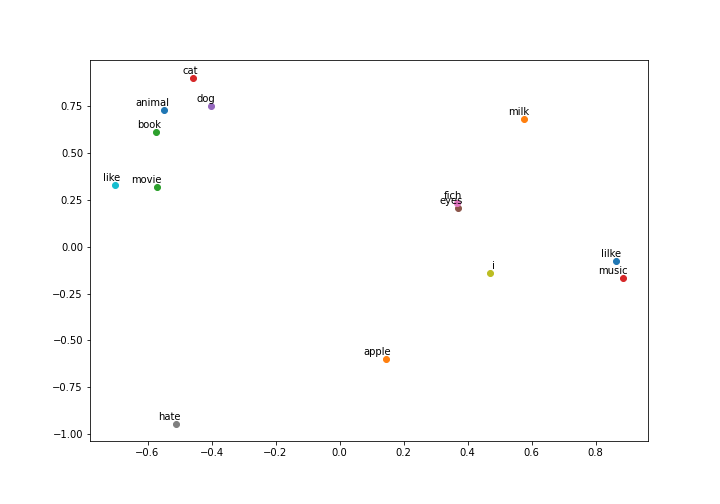 cat
animal
dog
book
milk
like
movie
fich
eyes
lilke
i
music
apple
hate
0.75
0.50
0.25
0.00
−0.25
−0.50
−0.75
−1.00
−0.6
−0.4
−0.2
0.0
0.2
0.4
0.6
0.8